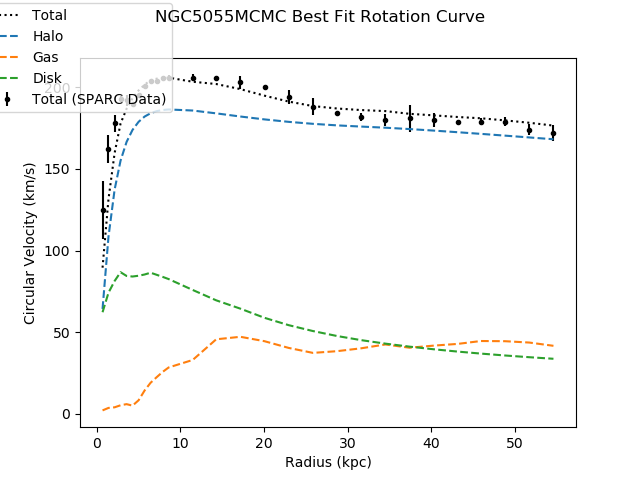 NGC5055MCMC Best Fit Rotation Curve
Total
Halo
Gas
Disk
Total (SPARC Data)
200
150
100
50
0
Circular Velocity (km/s)
0 10 20 30 40 50
Radius (kpc)